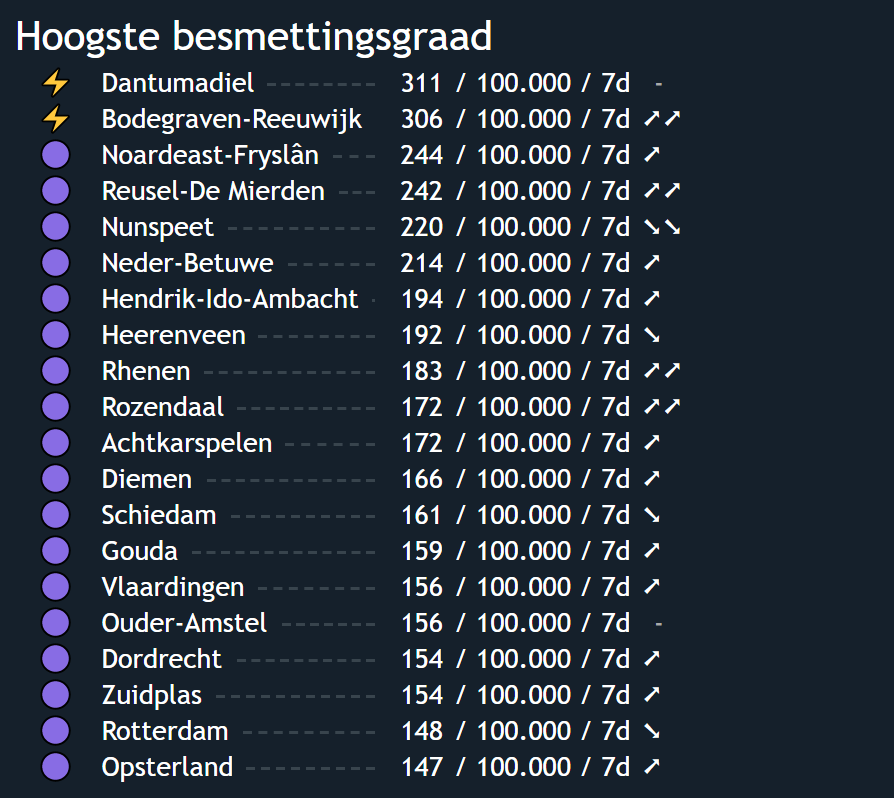 Hoogste besmettingsgraad
⚡ Dantumadiel ---------- 311 / 100.000 / 7d -
⚡ Bodegraven-Reeuwijk 306 / 100.000 / 7d ➚➚
Noardeast-Fryslân --- 244 / 100.000 / 7d ➚
Reusel-De Mierden --- 242 / 100.000 / 7d ➚➚
Nunspeet ------------ 220 / 100.000 / 7d ➘➘
Neder-Betuwe ------- 214 / 100.000 / 7d ➚
Hendrik-Ido-Ambacht - 194 / 100.000 / 7d ➚
Heerenveen --------- 192 / 100.000 / 7d ➘
Rhenen -------------- 183 / 100.000 / 7d ➚➚
Rozendaal ----------- 172 / 100.000 / 7d ➚➚
Achtkarspelen ------- 172 / 100.000 / 7d ➚
Diemen ------------- 166 / 100.000 / 7d ➚
Schiedam ----------- 161 / 100.000 / 7d ➘
Gouda --------------- 159 / 100.000 / 7d ➚
Vlaardingen --------- 156 / 100.000 / 7d ➚
Ouder-Amstel ------- 156 / 100.000 / 7d -
Dordrecht ----------- 154 / 100.000 / 7d ➚
Zuidplas ------------- 154 / 100.000 / 7d ➚
Rotterdam ---------- 148 / 100.000 / 7d ➘
Opsterland ---------- 147 / 100.000 / 7d ➚